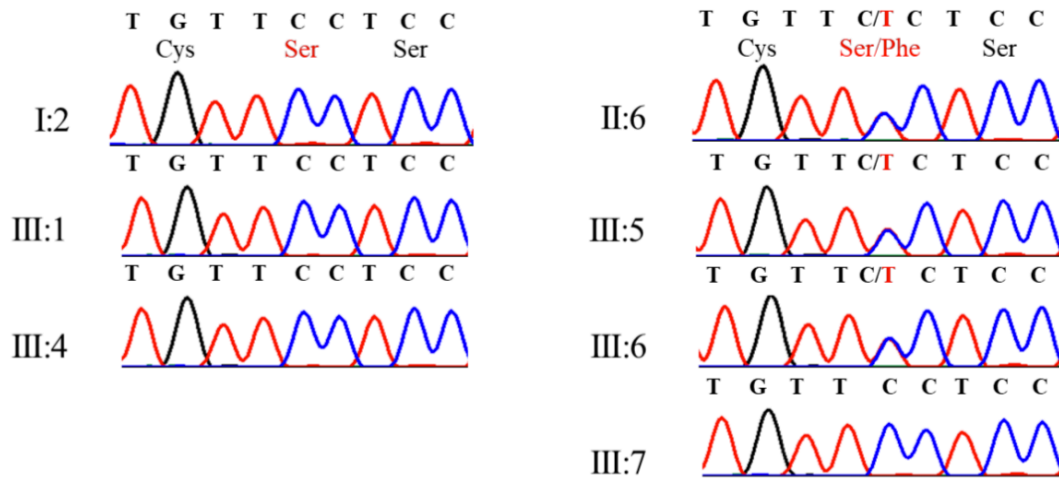 T G T T C C T C C
Cys Ser Ser
I:2
T G T T C C T C C
III:1
T G T T C C T C C
III:4
T G T T C/T C T C C
Cys Ser/Phe Ser
II:6
T G T T C/T C T C C
III:5
T G T T C/T C T C C
III:6
T G T T C C T C C
III:7